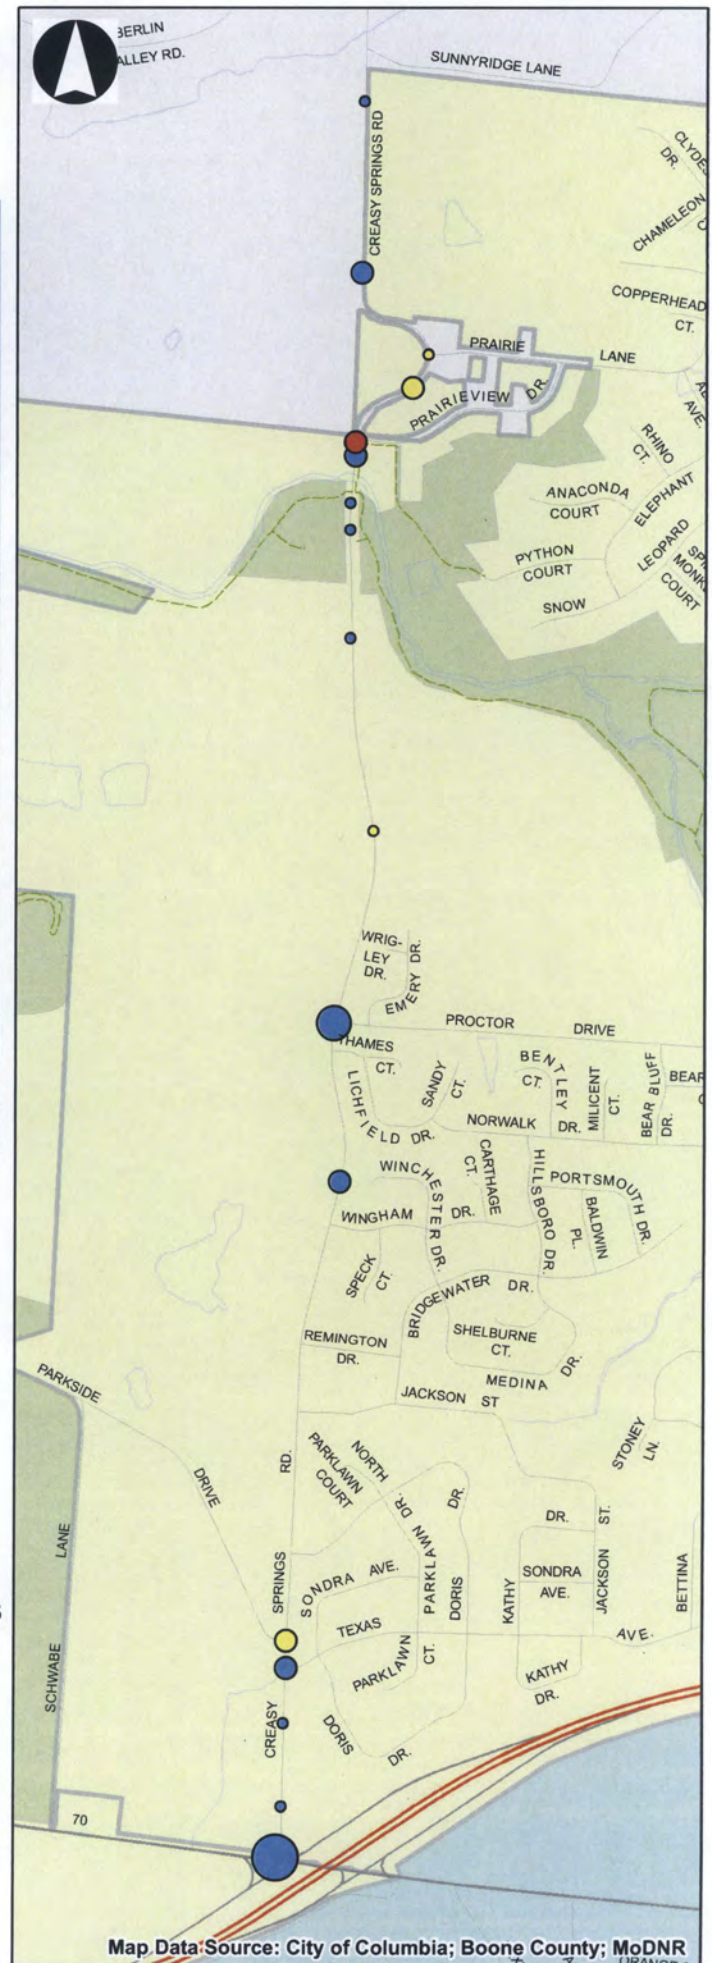 BERLIN
ALLEY RD.
SUNNYRIDGE LANE
CREASY SPRINGS RD
CLYDES
DR.
CHAMELEON
COPPERHEAD
CT.
PRAIRIE
LANE
PRAIRIEVIEW DR.
AVE.
RHINO
CT.
ANACONDA
COURT
ELEPHANT
LEOPARD
PYTHON
COURT
COURT
SNOW
WRIG-
LEY
DR.
EMERY DR.
PROCTOR
DRIVE
THAMES
CT.
SANDY
CT.
BENTLEY
DR.
CT.
MILICENT
CT.
BEAR BLUFF
DR.
BEAR
LICHFIELD DR.
NORWALK
WINCHESTER DR.
CARTHAGE
CT.
HILLSBORO DR.
PORTSMOUTH DR.
BALDWIN
PL.
WINGHAM
DR.
SPECK
CT.
BRIDGEWATER DR.
REMINGTON
DR.
SHELBURNE
CT.
MEDINA DR.
PARKSIDE
DRIVE
JACKSON ST
STONEY
LN.
RD.
PARKLAWN
COURT
NORTH
DR.
PARKLAWN DR.
DORIS
DR.
DR.
ST.
JACKSON
SPRINGS
SONDRA AVE.
KATHY
SONDRA
AVE.
BETTINA
LANE
SCHWABE
TEXAS
AVE.
PARKLAWN
CT.
KATHY
DR.
CREASY
DORIS
DR.
70
Map Data Source: City of Columbia; Boone County; MoDNR